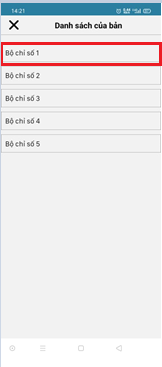 14:21
Danh sách của bản
Bộ chỉ số 1
Bộ chỉ số 2
Bộ chỉ số 3
Bộ chỉ số 4
Bộ chỉ số 5